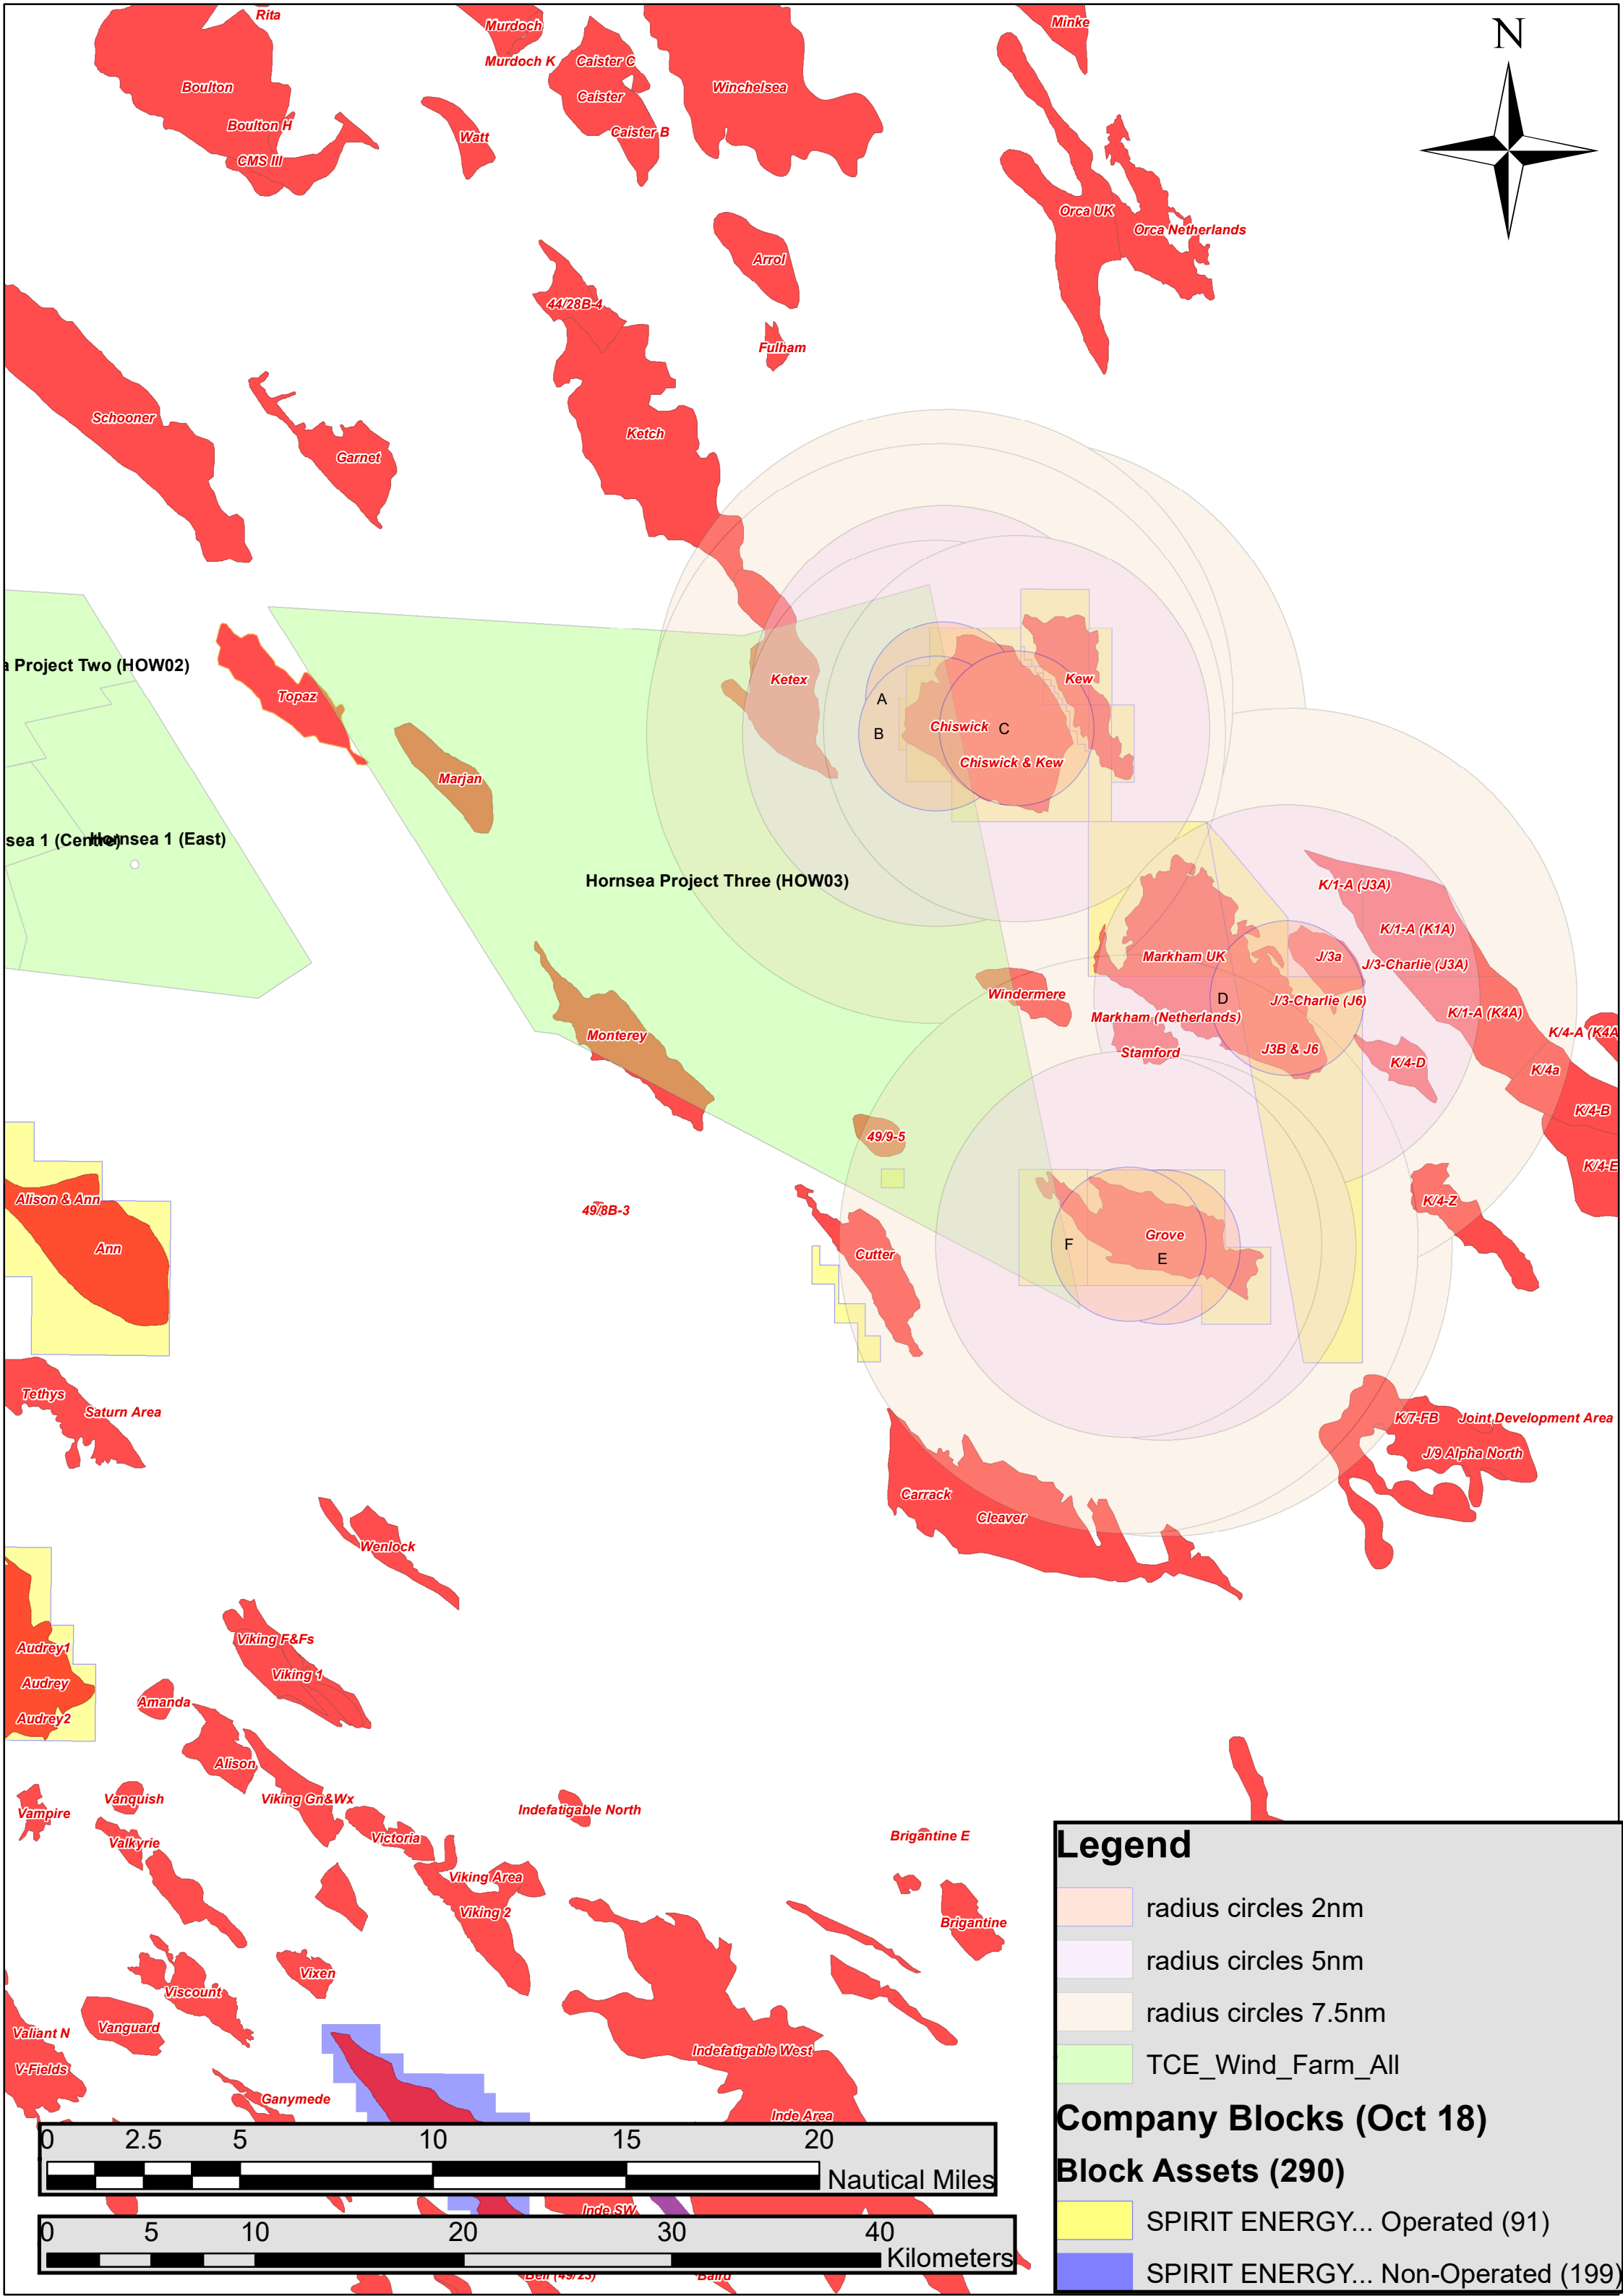 Rita
Minke
Murdoch
Murdoch K
Caister C
Boulton
Caister
Winchelsea
Boulton H
Caister B
Watt
CMS III
N
Orca UK
Orca Netherlands
Arrol
44/28B-4
Fulham
Schooner
Ketch
Garnet
a Project Two (HOW02)
Topaz
Ketex
Kew
A
B
Chiswick
C
Chiswick & Kew
Marjan
sea 1 (Centre)
Hornsea 1 (East)
Hornsea Project Three (HOW03)
K/1-A (J3A)
K/1-A (K1A)
Markham UK
J/3a
J/3-Charlie (J3A)
Windermere
D
J/3-Charlie (J6)
Markham (Netherlands)
K/1-A (K4A)
Monterey
Stamford
J3B & J6
K/4-A (K4A
K/4-D
K/4a
K/4-B
49/9-5
K/4-E
Alison & Ann
49/8B-3
K/4-Z
Ann
Cutter
F
Grove
E
Tethys
Saturn Area
K/7-FB
Joint Development Area
J/9 Alpha North
Carrack
Cleaver
Wenlock
Audrey1
Viking F&Fs
Viking 1
Audrey
Amanda
Audrey2
Alison
Vampire
Vanquish
Viking Gn&Wx
Indefatigable North
Valkyrie
Victoria
Brigantine E
Viking Area
Viking 2
Brigantine
Vixen
Viscount
Valiant N
Vanguard
V-Fields
Indefatigable West
Ganymede
Inde Area
0 2.5 5 10 15 20
Nautical Miles
Inde SW
0 5 10 20 30 40
Kilometers
Bell (49/23)
Baird
Legend
radius circles 2nm
radius circles 5nm
radius circles 7.5nm
TCE_Wind_Farm_All
Company Blocks (Oct 18)
Block Assets (290)
SPIRIT ENERGY... Operated (91)
SPIRIT ENERGY... Non-Operated (199)